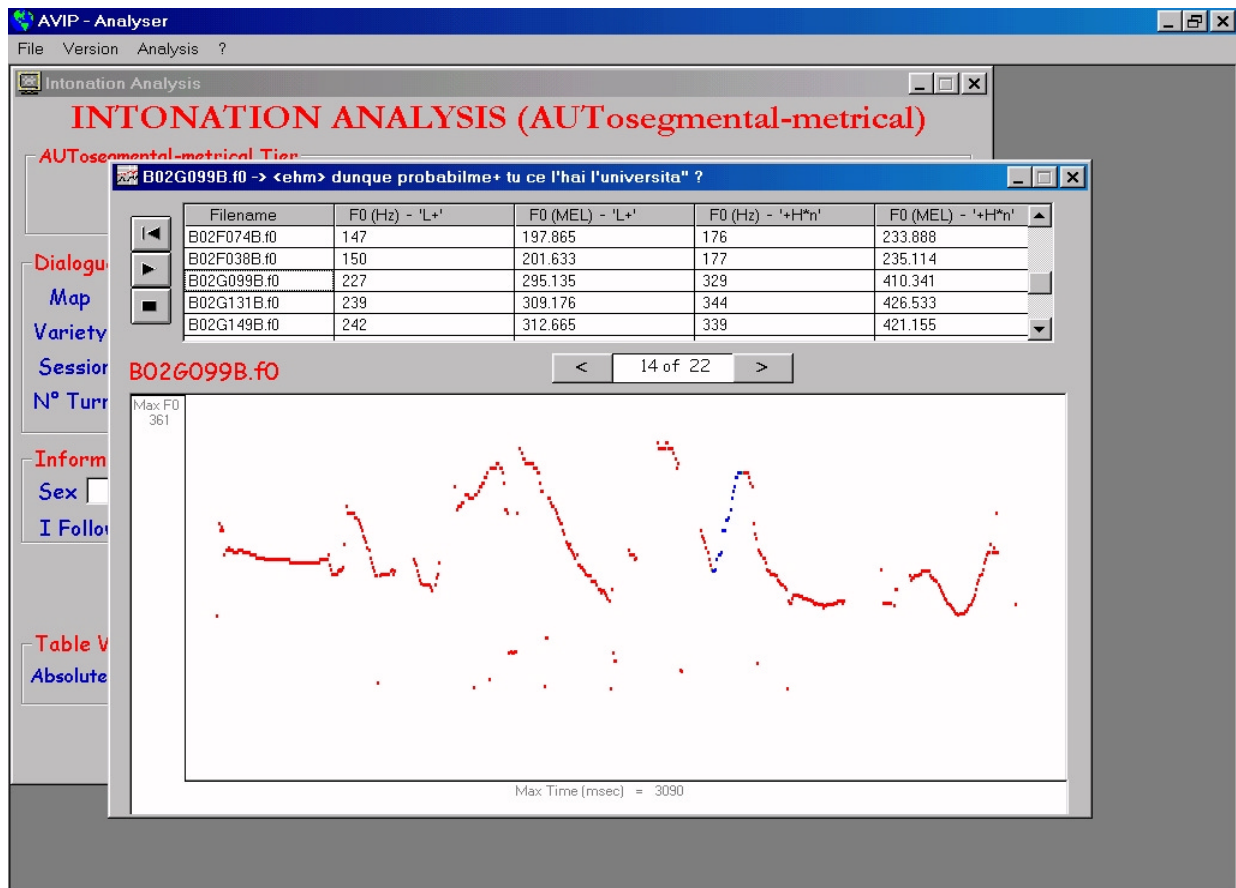 AVIP - Analyser
File Version Analysis ?
Intonation Analysis
INTONATION ANALYSIS (AUTosegmental-metrical)
AUTosegmental-metrical Tier
B02G099B.f0 -> <ehm> dunque probabilme+ tu ce l'hai l'universita" ?
Filename F0 (Hz) - 'L+' F0 (MEL) - 'L+' F0 (Hz) - '+H*n' F0 (MEL) - '+H*n'
B02F074B.f0 147 197.865 176 233.888
B02F038B.f0 150 201.633 177 235.114
B02G099B.f0 227 295.135 329 410.341
B02G131B.f0 239 309.176 344 426.533
B02G149B.f0 242 312.665 339 421.155
Dialogu
Map
Variety
Session
N° Turr
B02G099B.f0
< 14 of 22 >
Max F0
361
Inform
Sex
I Follow
Table V
Absolute
Max Time (msec) = 3090